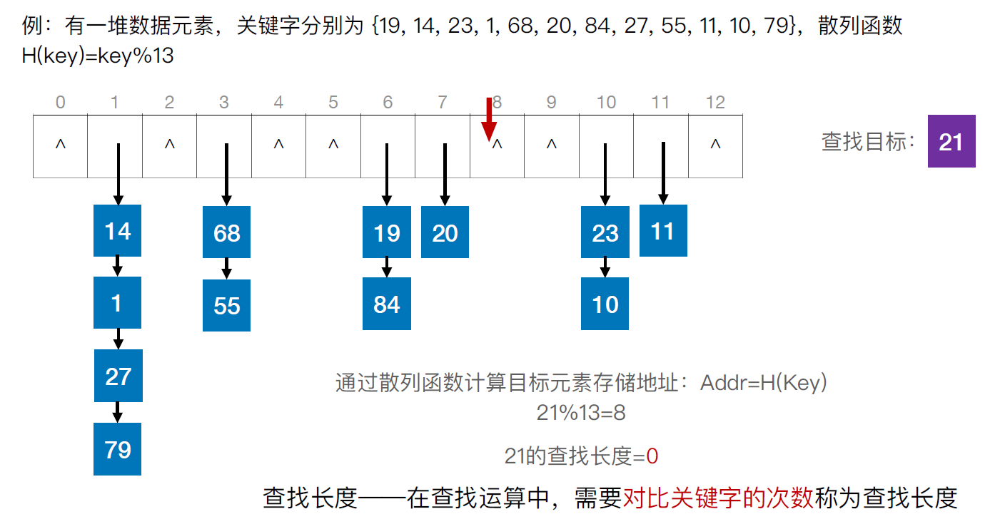 例：有一堆数据元素，关键字分别为 {19, 14, 23, 1, 68, 20, 84, 27, 55, 11, 10, 79}，散列函数
H(key)=key%13
0 1 2 3 4 5 6 7 8 9 10 11 12
^ ^ ^ ^ ^ ^ ^
查找目标：21
14 68 19 20 23 11
1 55 84 10
27
79
通过散列函数计算目标元素存储地址：Addr=H(Key)
21%13=8
21的查找长度=0
查找长度——在查找运算中，需要对比关键字的次数称为查找长度